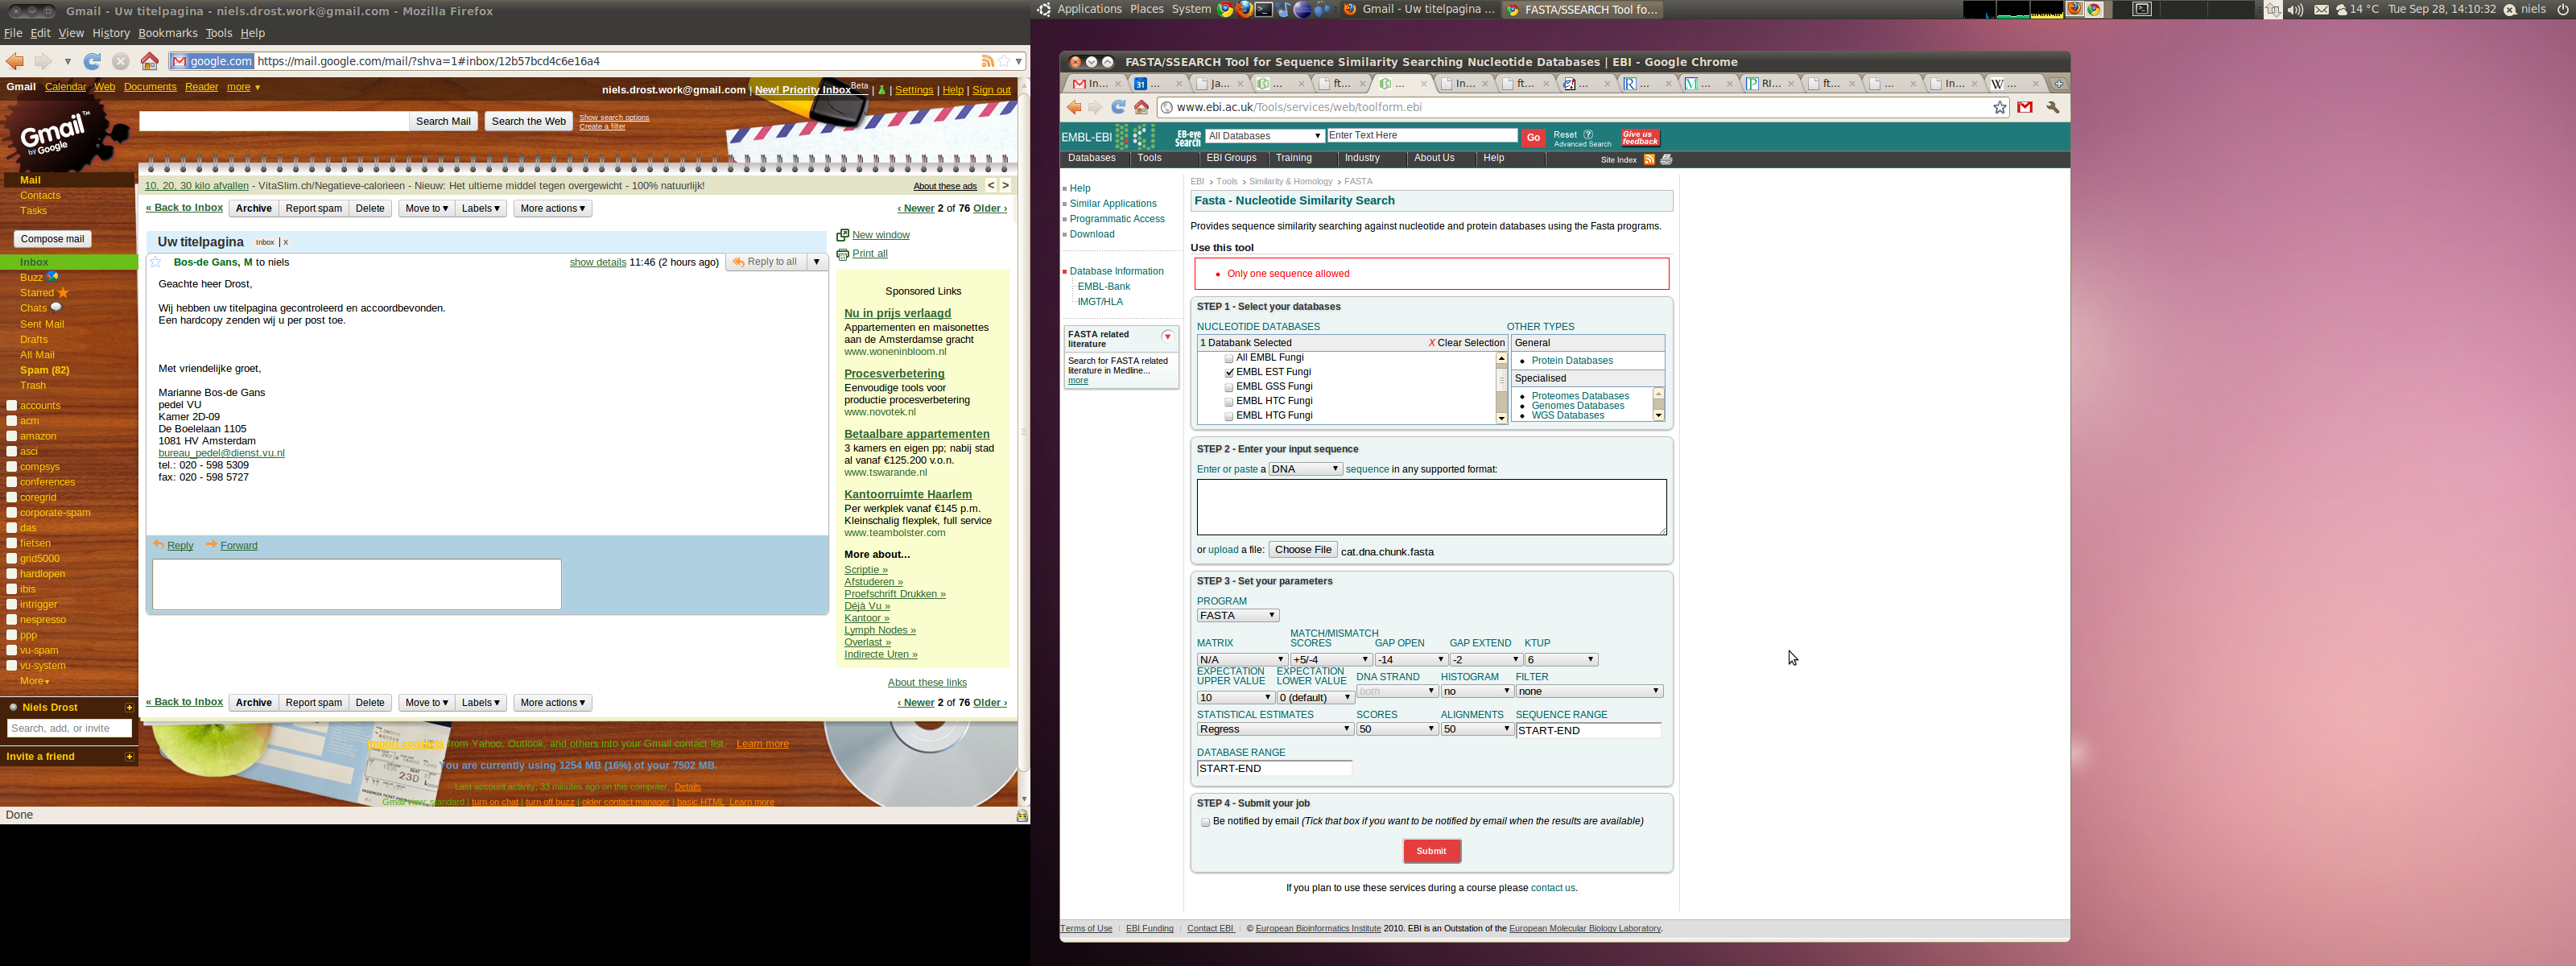 Gmail - Uw titelpagina - niels.drost.work@gmail.com - Mozilla Firefox
File Edit View History Bookmarks Tools Help
google.com https://mail.google.com/mail/?shva=1#inbox/12b57bcd4c6e16a4
Gmail Calendar Web Documents Reader more ▼
niels.drost.work@gmail.com | New! Priority Inbox Beta | | Settings | Help | Sign out
Gmail™
by Google
Search Mail Search the Web
Show search options
Create a filter
10, 20, 30 kilo afvallen - VitaSlim.ch/Negatieve-calorieen - Nieuw: Het ultieme middel tegen overgewicht - 100% natuurlijk! About these ads < >
« Back to Inbox Archive Report spam Delete Move to ▼ Labels ▼ More actions ▼ ‹ Newer 2 of 76 Older ›
Mail
Contacts
Tasks
Compose mail
Inbox
Buzz
Starred
Chats
Sent Mail
Drafts
All Mail
Spam (82)
Trash
accounts
acm
amazon
asci
compsys
conferences
coregrid
corporate-spam
das
fietsen
grid5000
hardlopen
ibis
intrigger
nespresso
ppp
vu-spam
vu-system
More▼
Niels Drost
Search, add, or invite
Invite a friend
Uw titelpagina Inbox | X
Bos-de Gans, M to niels show details 11:46 (2 hours ago) Reply to all ▼
Geachte heer Drost,
Wij hebben uw titelpagina gecontroleerd en accoordbevonden.
Een hardcopy zenden wij u per post toe.
Met vriendelijke groet,
Marianne Bos-de Gans
pedel VU
Kamer 2D-09
De Boelelaan 1105
1081 HV Amsterdam
bureau_pedel@dienst.vu.nl
tel.: 020 - 598 5309
fax: 020 - 598 5727
Reply Forward
New window
Print all
Sponsored Links
Nu in prijs verlaagd
Appartementen en maisonettes
aan de Amsterdamse gracht
www.woneninbloom.nl
Procesverbetering
Eenvoudige tools voor
productie procesverbetering
www.novotek.nl
Betaalbare appartementen
3 kamers en eigen pp; nabij stad
al vanaf €125.200 v.o.n.
www.tswarande.nl
Kantoorruimte Haarlem
Per werkplek vanaf €145 p.m.
Kleinschalig flexplek, full service
www.teambolster.com
More about...
Scriptie »
Afstuderen »
Proefschrift Drukken »
Déjà Vu »
Kantoor »
Lymph Nodes »
Overlast »
Indirecte Uren »
About these links
« Back to Inbox Archive Report spam Delete Move to ▼ Labels ▼ More actions ▼ ‹ Newer 2 of 76 Older ›
Import contacts from Yahoo, Outlook, and others into your Gmail contact list. Learn more
You are currently using 1254 MB (16%) of your 7502 MB.
Last account activity: 33 minutes ago on this computer. Details
Gmail view: standard | turn on chat | turn off buzz | older contact manager | basic HTML Learn more
23D
Done
Applications Places System Gmail - Uw titelpagina ... FASTA/SSEARCH Tool fo... 14 °C Tue Sep 28, 14:10:32 niels
FASTA/SSEARCH Tool for Sequence Similarity Searching Nucleotide Databases | EBI - Google Chrome
In... 31 ... Ja... ... ft... ... In... ft... ... ... ... RI... ft... ... In... W ...
www.ebi.ac.uk/Tools/services/web/toolform.ebi
EMBL-EBI EB-eye Search All Databases Enter Text Here Go Reset ? Advanced Search Give us feedback
Databases Tools EBI Groups Training Industry About Us Help Site Index
Help
Similar Applications
Programmatic Access
Download
Database Information
EMBL-Bank
IMGT/HLA
FASTA related
literature
Search for FASTA related
literature in Medline...
more
EBI > Tools > Similarity & Homology > FASTA
Fasta - Nucleotide Similarity Search
Provides sequence similarity searching against nucleotide and protein databases using the Fasta programs.
Use this tool
Only one sequence allowed
STEP 1 - Select your databases
NUCLEOTIDE DATABASES OTHER TYPES
1 Databank Selected X Clear Selection
All EMBL Fungi
EMBL EST Fungi
EMBL GSS Fungi
EMBL HTC Fungi
EMBL HTG Fungi
General
Protein Databases
Specialised
Proteomes Databases
Genomes Databases
WGS Databases
STEP 2 - Enter your input sequence
Enter or paste a DNA sequence in any supported format:
or upload a file: Choose File cat.dna.chunk.fasta
STEP 3 - Set your parameters
PROGRAM
FASTA
MATRIX MATCH/MISMATCH SCORES GAP OPEN GAP EXTEND KTUP
N/A +5/-4 -14 -2 6
EXPECTATION UPPER VALUE EXPECTATION LOWER VALUE DNA STRAND HISTOGRAM FILTER
10 0 (default) both no none
STATISTICAL ESTIMATES SCORES ALIGNMENTS SEQUENCE RANGE
Regress 50 50 START-END
DATABASE RANGE
START-END
STEP 4 - Submit your job
Be notified by email (Tick that box if you want to be notified by email when the results are available)
Submit
If you plan to use these services during a course please contact us.
Terms of Use | EBI Funding | Contact EBI | © European Bioinformatics Institute 2010. EBI is an Outstation of the European Molecular Biology Laboratory.